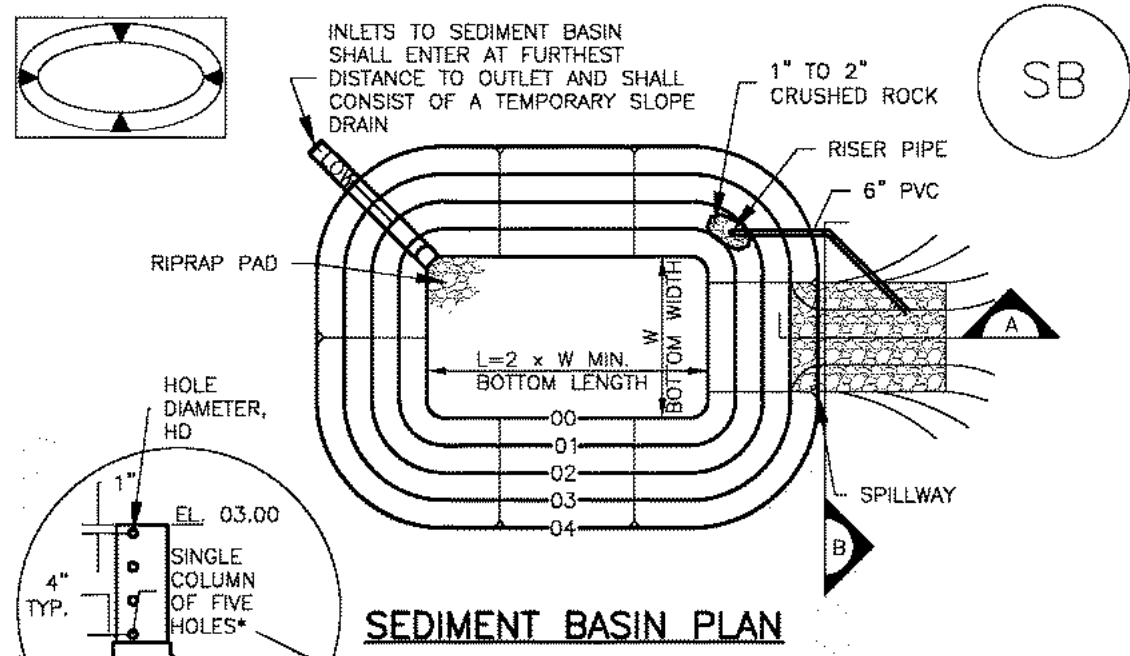 INLETS TO SEDIMENT BASIN
SHALL ENTER AT FURTHEST
DISTANCE TO OUTLET AND SHALL
CONSIST OF A TEMPORARY SLOPE
DRAIN
1" TO 2"
CRUSHED ROCK
SB
RISER PIPE
6" PVC
FLOW
RIPRAP PAD
A
W
BOTTOM WIDTH
L=2 x W MIN.
BOTTOM LENGTH
HOLE
DIAMETER,
HD
00
01
02
03
04
SPILLWAY
B
1"
EL. 03.00
SINGLE
COLUMN
OF FIVE
HOLES*
4"
TYP.
SEDIMENT BASIN PLAN